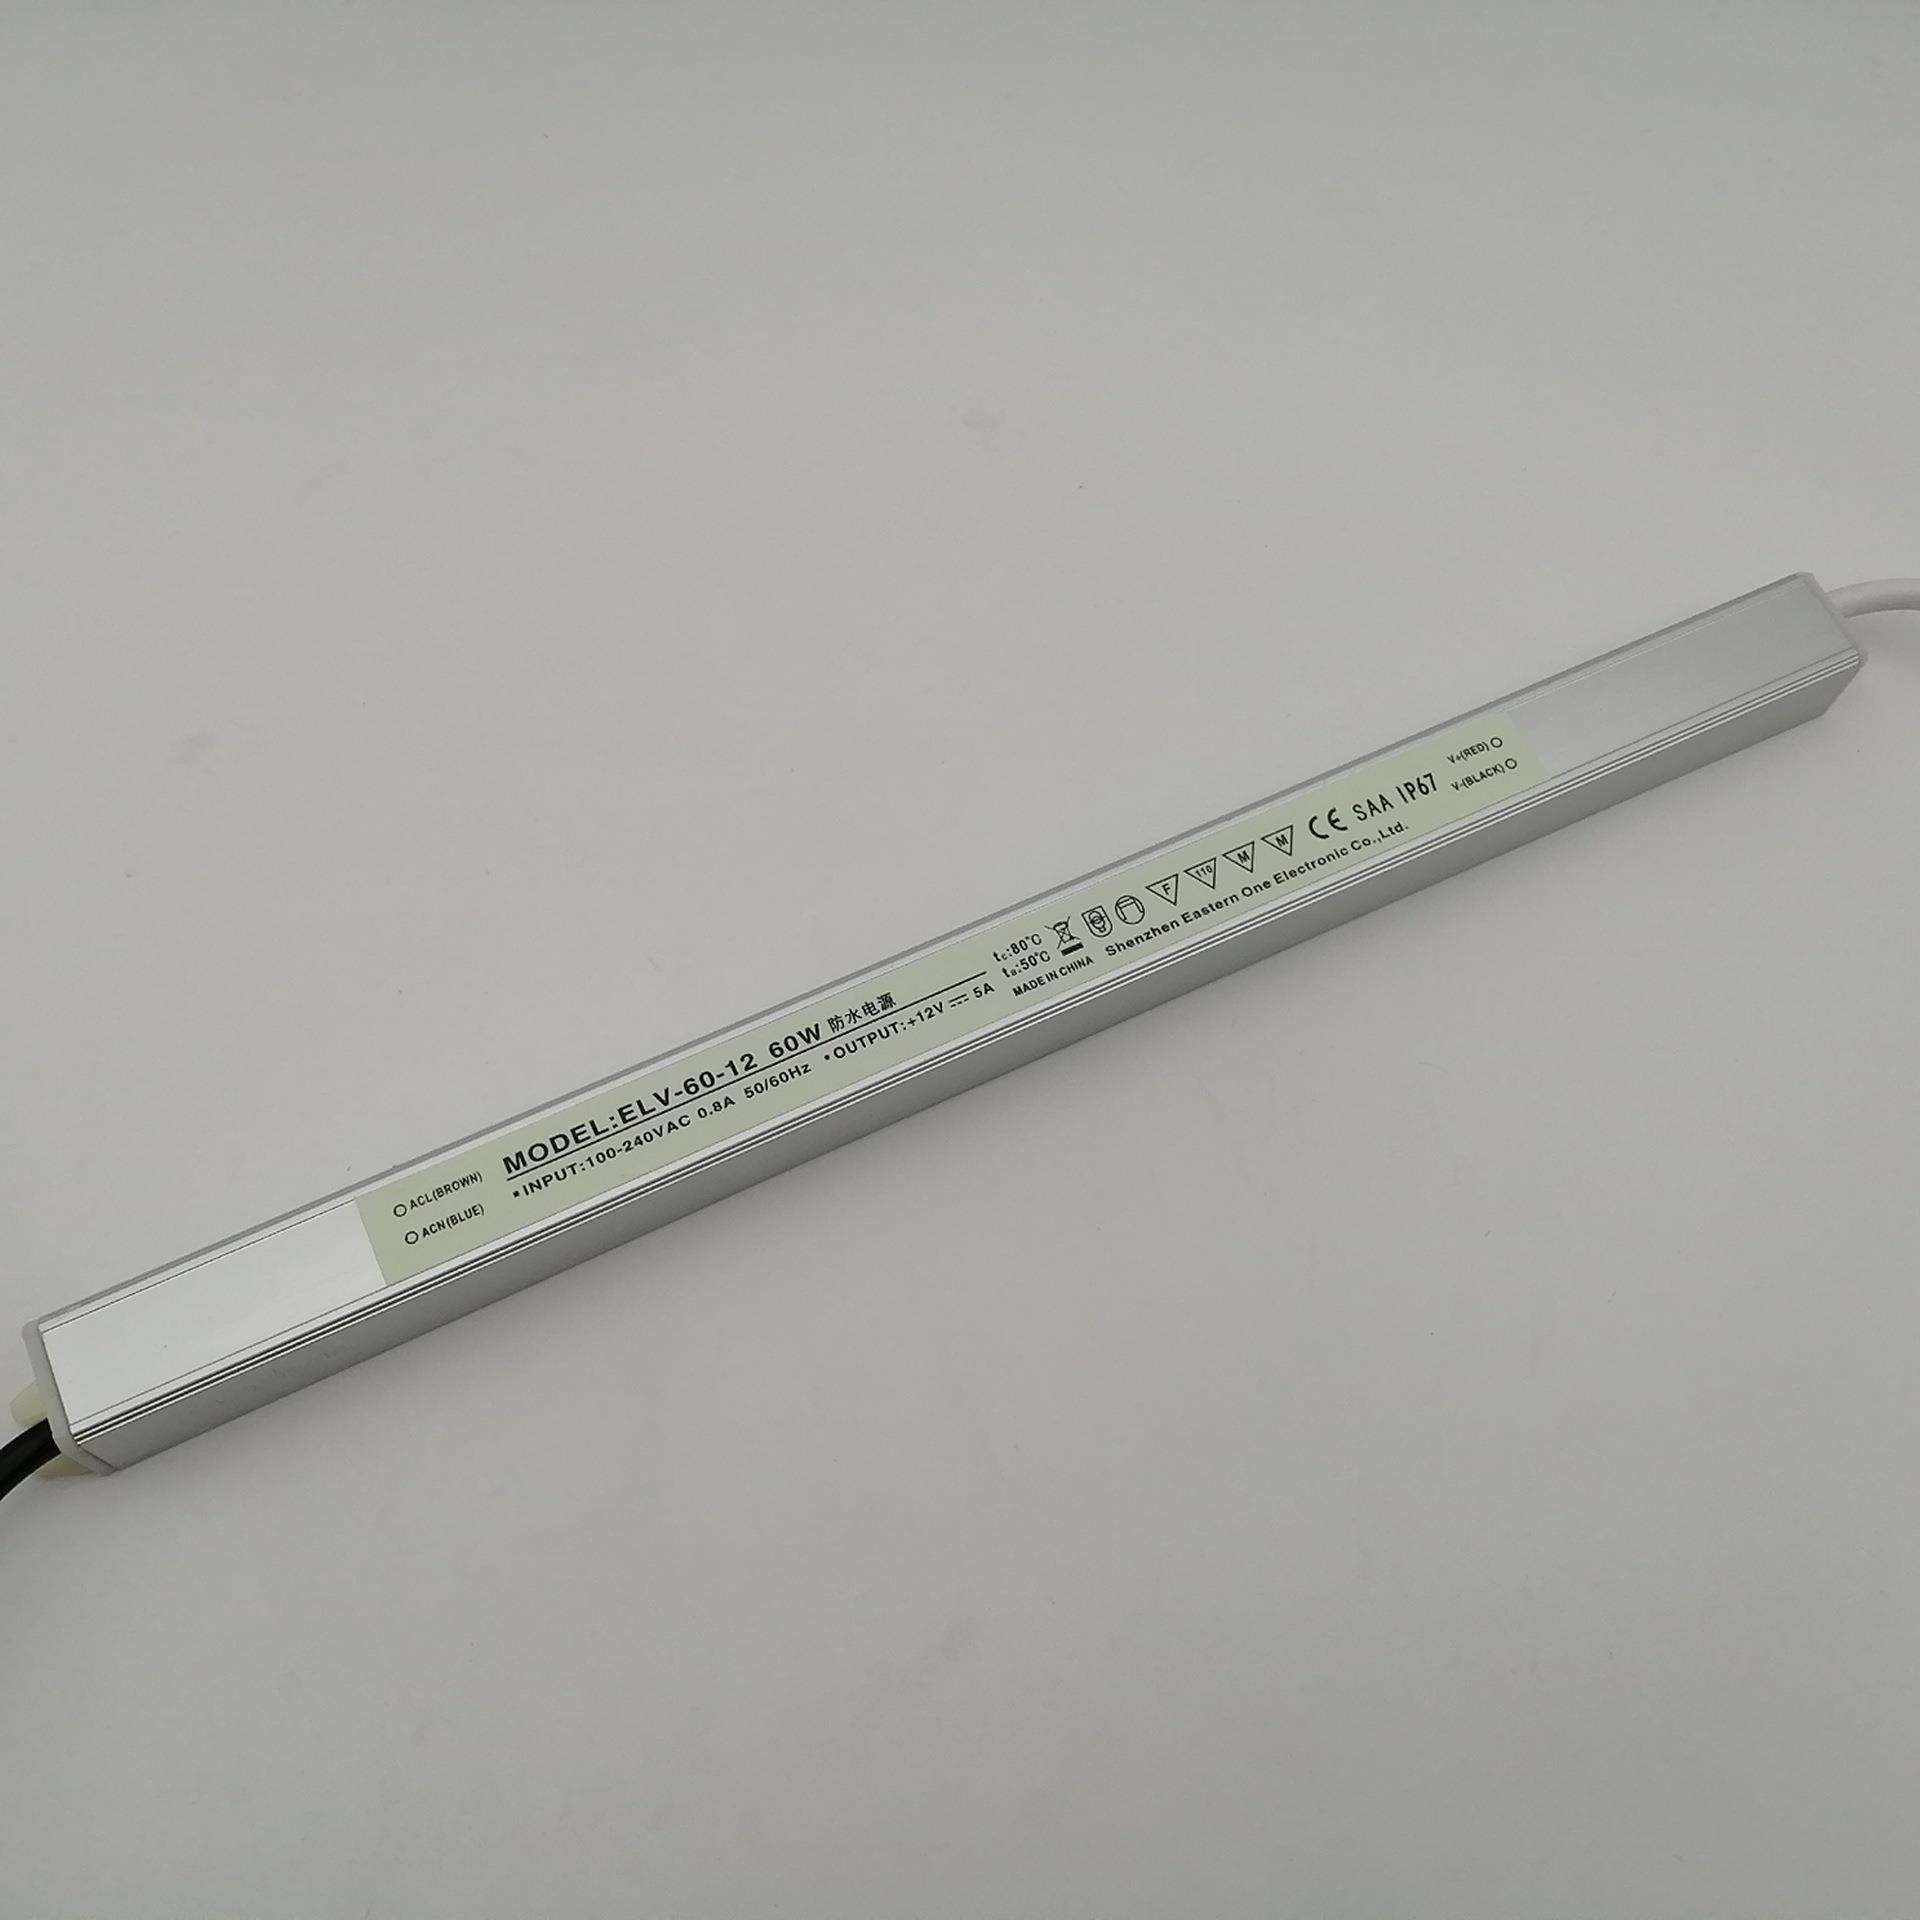 ACL(BROWN)
ACN(BLUE)
MODEL:ELV-60-12 60W 防水电源
*INPUT:100-240VAC 0.8A 50/60Hz *OUTPUT:+12V⎓5A
tc:80°C
ta:50°C
MADE IN CHINA
F 110 M M CE SAA IP67
Shenzhen Eastern One Electronic Co.,Ltd.
V+(RED)
V-(BLACK)